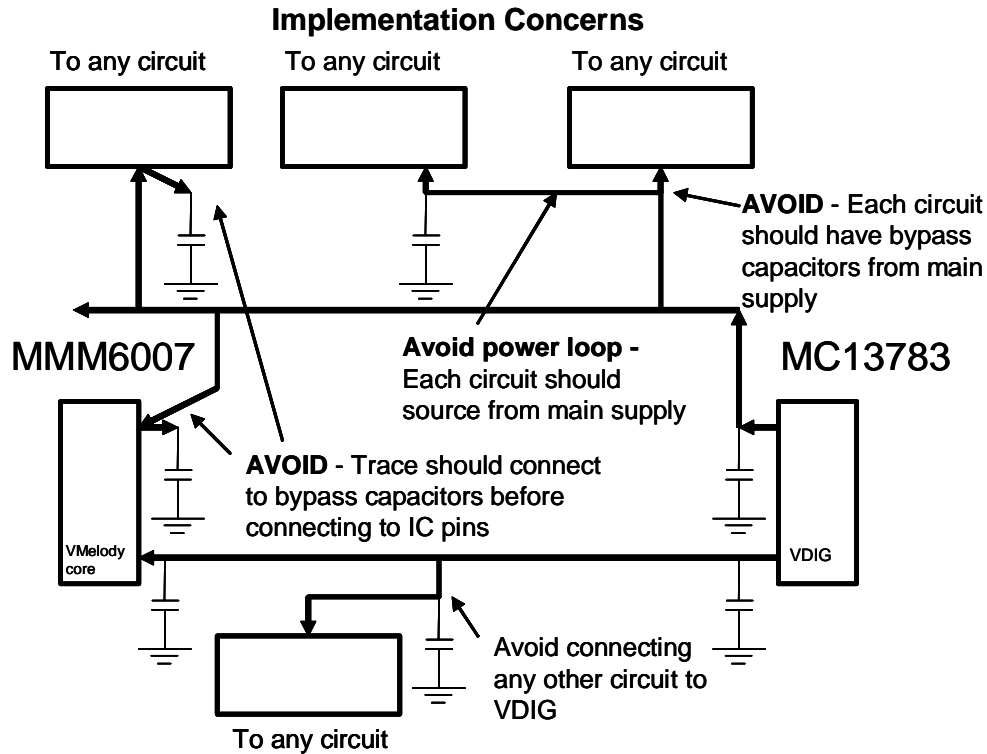 Implementation Concerns
To any circuit
To any circuit
To any circuit
AVOID - Each circuit
should have bypass
capacitors from main
supply
MMM6007
Avoid power loop -
Each circuit should
source from main supply
MC13783
AVOID - Trace should connect
to bypass capacitors before
connecting to IC pins
VMelody
core
VDIG
Avoid connecting
any other circuit to
VDIG
To any circuit